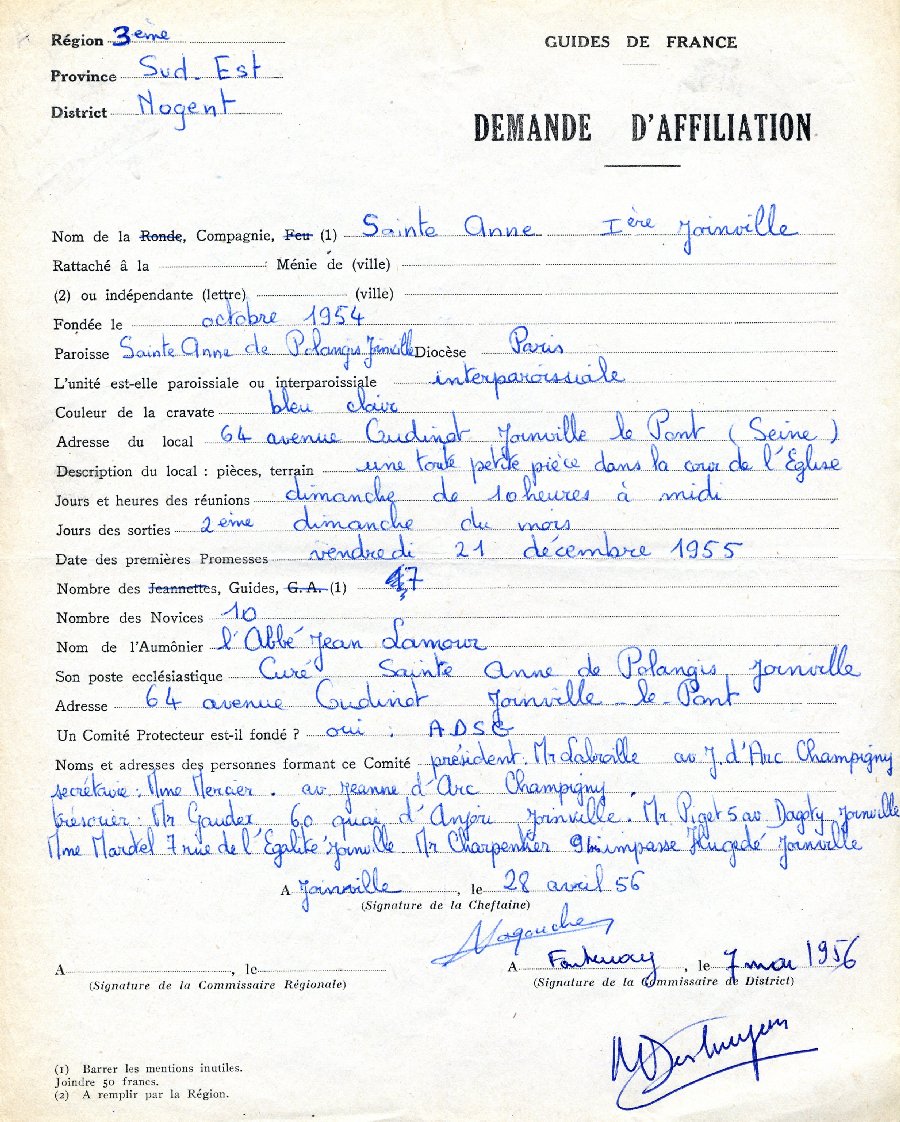 Région 3ème
GUIDES DE FRANCE
Province Sud. Est
District Nogent
DEMANDE D'AFFILIATION
Nom de la Ronde, Compagnie, Feu (1) Sainte Anne Ière Joinville
Rattaché â la Ménie de (ville)
(2) ou indépendante (lettre) (ville)
Fondée le octobre 1954
Paroisse Sainte Anne de Polangis Joinville Diocèse Paris
L'unité est-elle paroissiale ou interparoissiale interparoissiale
Couleur de la cravate bleu clair
Adresse du local 64 avenue Oudinot Joinville le Pont (Seine)
Description du local : pièces, terrain une toute petite pièce dans la cour de l'Eglise
Jours et heures des réunions dimanche de 10 heures à midi
Jours des sorties 2ème dimanche du mois
Date des premières Promesses vendredi 21 décembre 1955
Nombre des Jeannettes, Guides, G. A. (1) 17
Nombre des Novices 10
Nom de l'Aumônier l'Abbé Jean Lamour
Son poste ecclésiastique Curé Sainte Anne de Polangis Joinville
Adresse 64 avenue Oudinot Joinville-le-Pont
Un Comité Protecteur est-il fondé ? oui. ADSC
Noms et adresses des personnes formant ce Comité président. Mr av J. d'Arc Champigny
secrétaire : Mme Mercier. av Jeanne d'Arc Champigny.
trésorier : Mr 60 quai d'Anjou Joinville. Mr Piget 5 av Dagoty Joinville
Mme Mardel 7 rue de l'Egalité Joinville Mr Charpentier impasse Hugedé Joinville
A Joinville, le 28 avril 56
(Signature de la Cheftaine)
A Fontenay, le 7 mai 1956
A , le
(Signature de la Commissaire Régionale)
(Signature de la Commissaire de District)
(1) Barrer les mentions inutiles.
Joindre 50 francs.
(2) A remplir par la Région.